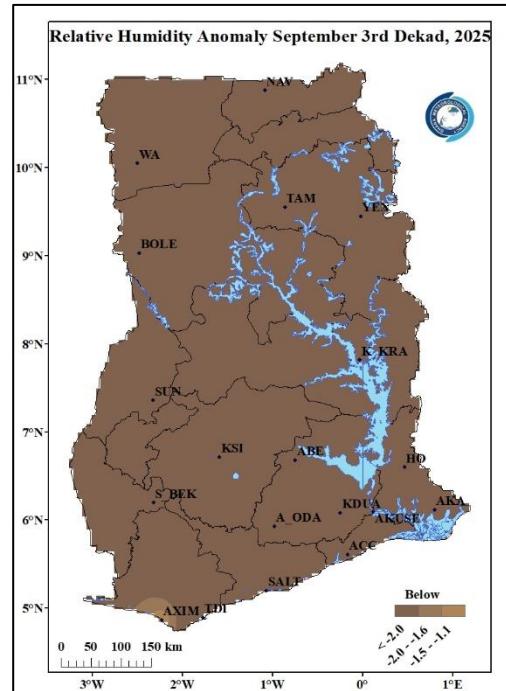 Relative Humidity Anomaly September 3rd Dekad, 2025
11°N
NAV
10°N
WA
TAM
YEN
9°N
BOLE
8°N
K_KRA
SUN
7°N
KSI
ABE
HO
S_BEK
6°N
A_ODA
KDUA
AKUSE
AKA
ACC
SALT
5°N
AXIM
TDI
Below
< -2.0
-2.0 - -1.6
-1.5 - -1.1
0 50 100 150 km
3°W 2°W 1°W 0° 1°E